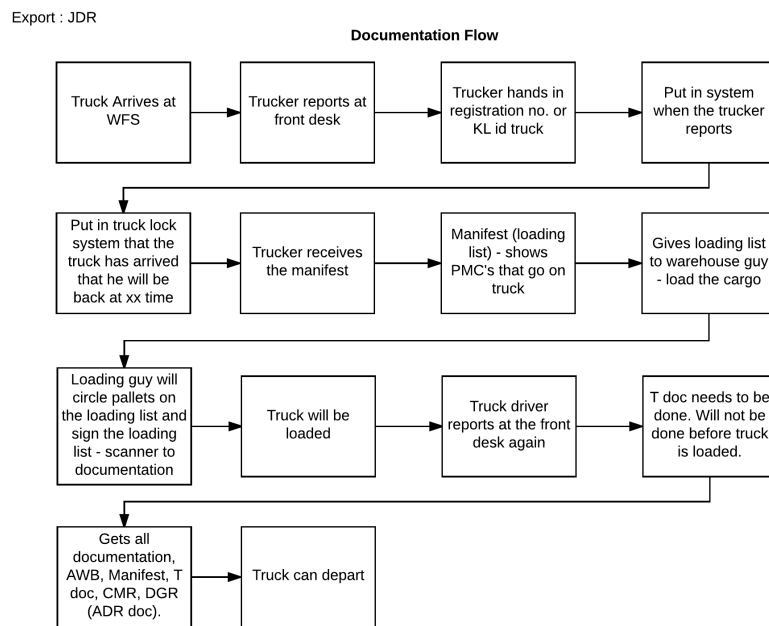 Export : JDR
Documentation Flow
Truck Arrives at
WFS
Trucker reports at
front desk
Trucker hands in
registration no. or
KL id truck
Put in system
when the trucker
reports
Put in truck lock
system that the
truck has arrived
that he will be
back at xx time
Trucker receives
the manifest
Manifest (loading
list) - shows
PMC's that go on
truck
Gives loading list
to warehouse guy
- load the cargo
Loading guy will
circle pallets on
the loading list and
sign the loading
list - scanner to
documentation
Truck will be
loaded
Truck driver
reports at the front
desk again
T doc needs to be
done. Will not be
done before truck
is loaded.
Gets all
documentation,
AWB, Manifest, T
doc, CMR, DGR
(ADR doc).
Truck can depart